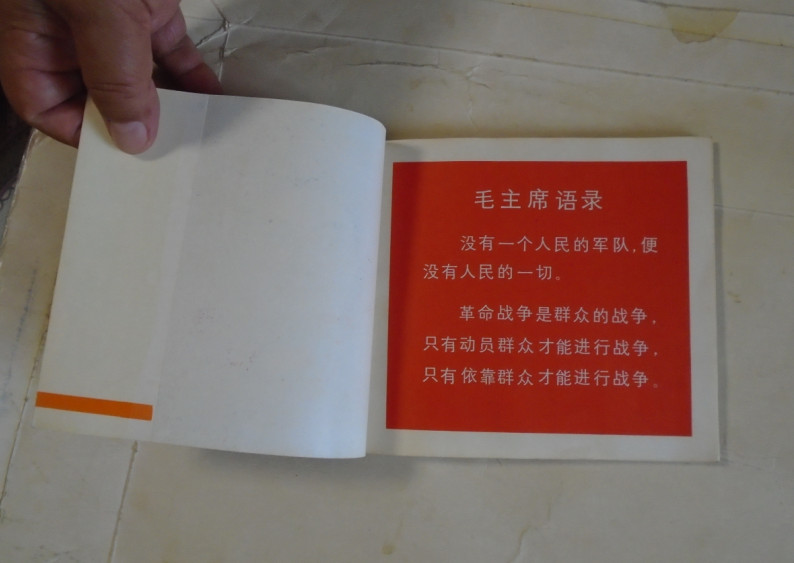 毛主席语录
没有一个人民的军队,便
没有人民的一切。
革命战争是群众的战争,
只有动员群众才能进行战争,
只有依靠群众才能进行战争。